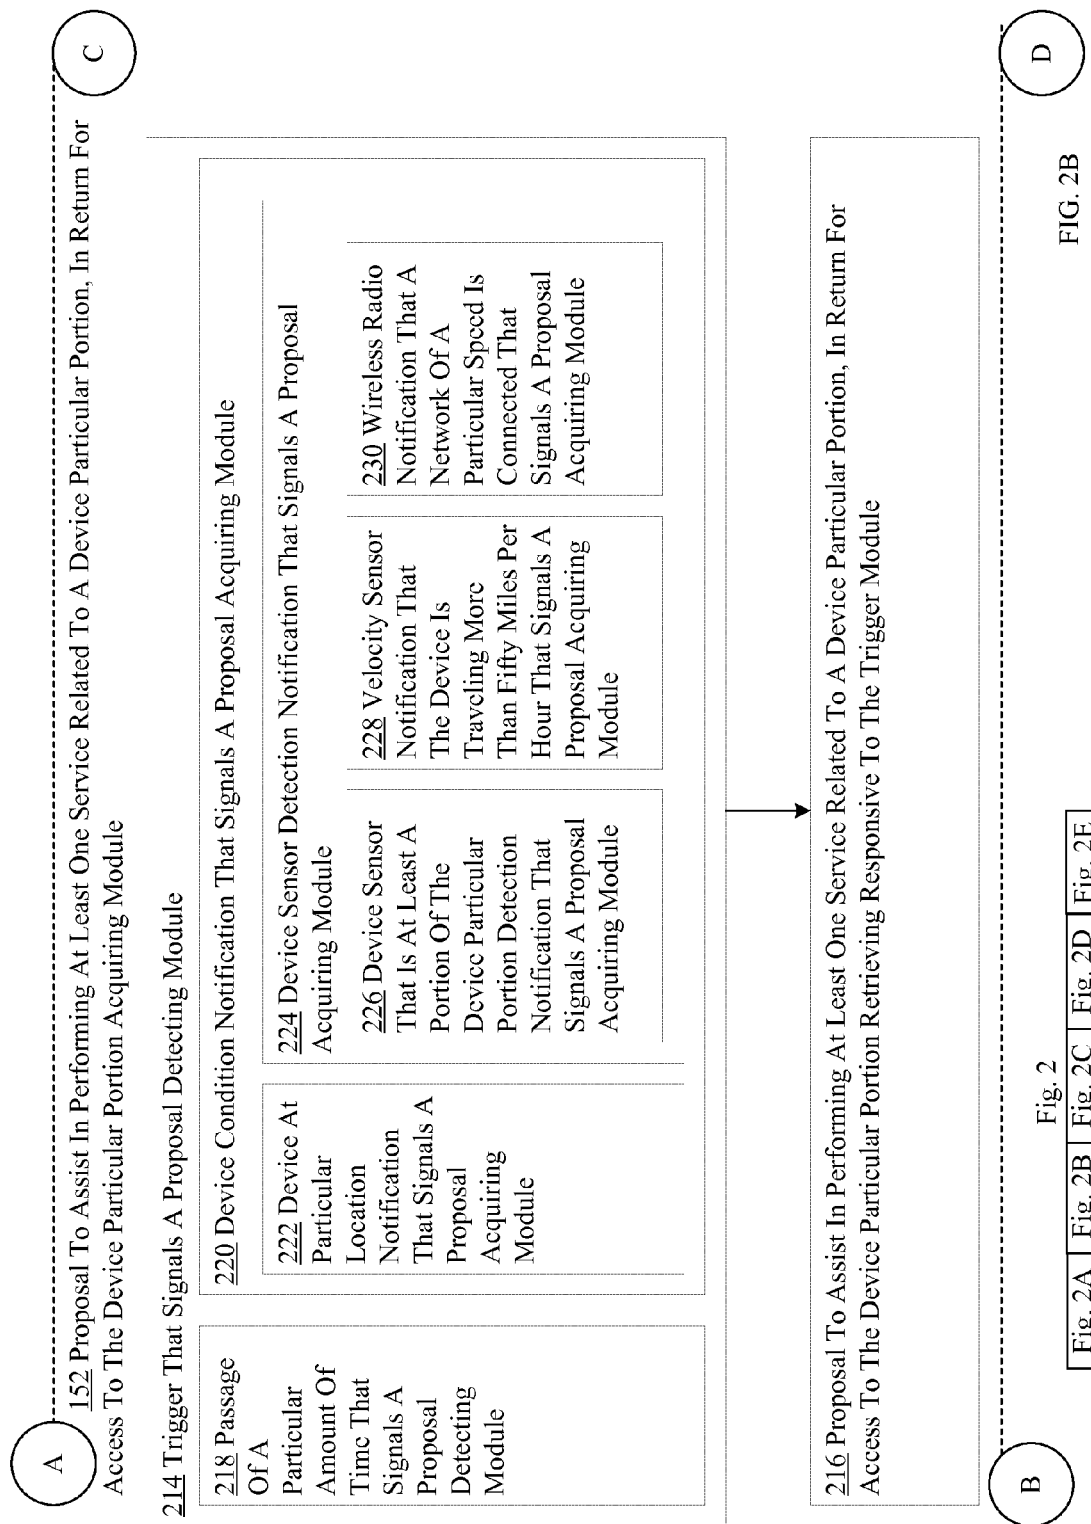 A
C
152 Proposal To Assist In Performing At Least One Service Related To A Device Particular Portion, In Return For
Access To The Device Particular Portion Acquiring Module
214 Trigger That Signals A Proposal Detecting Module
218 Passage
Of A
Particular
Amount Of
Time That
Signals A
Proposal
Detecting
Module
220 Device Condition Notification That Signals A Proposal Acquiring Module
222 Device At
Particular
Location
Notification
That Signals A
Proposal
Acquiring
Module
224 Device Sensor Detection Notification That Signals A Proposal
Acquiring Module
226 Device Sensor
That Is At Least A
Portion Of The
Device Particular
Portion Detection
Notification That
Signals A Proposal
Acquiring Module
228 Velocity Sensor
Notification That
The Device Is
Traveling More
Than Fifty Miles Per
Hour That Signals A
Proposal Acquiring
Module
230 Wireless Radio
Notification That A
Network Of A
Particular Speed Is
Connected That
Signals A Proposal
Acquiring Module
216 Proposal To Assist In Performing At Least One Service Related To A Device Particular Portion, In Return For
Access To The Device Particular Portion Retrieving Responsive To The Trigger Module
B
D
Fig. 2
Fig. 2A Fig. 2B Fig. 2C Fig. 2D Fig. 2E
FIG. 2B